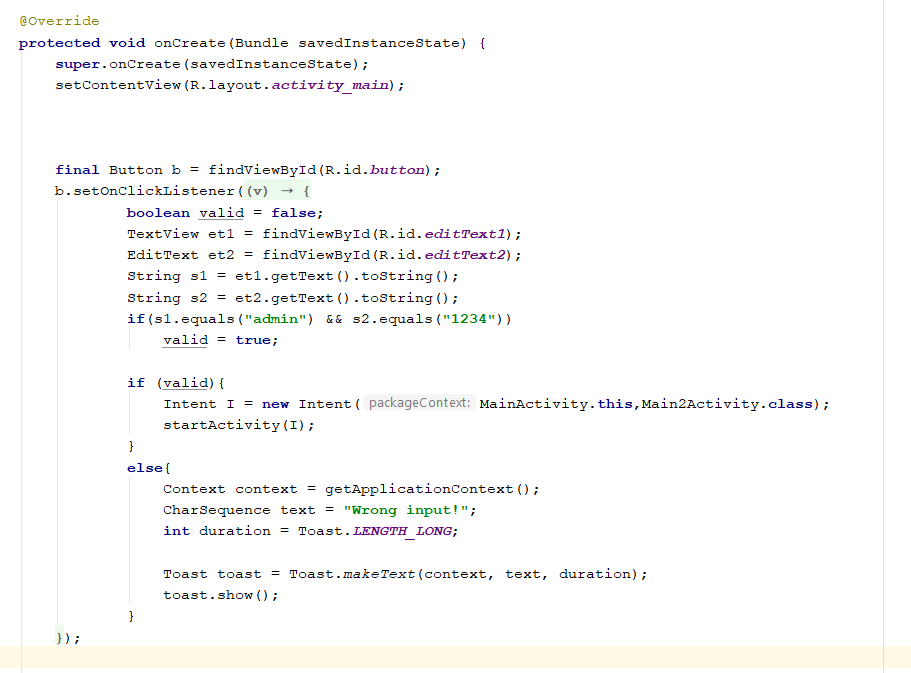 @Override
protected void onCreate(Bundle savedInstanceState) {
super.onCreate(savedInstanceState);
setContentView(R.layout.activity_main);
final Button b = findViewById(R.id.button);
b.setOnClickListener((v) → {
boolean valid = false;
TextView et1 = findViewById(R.id.editText1);
EditText et2 = findViewById(R.id.editText2);
String s1 = et1.getText().toString();
String s2 = et2.getText().toString();
if(s1.equals("admin") && s2.equals("1234"))
valid = true;
if (valid){
Intent I = new Intent( packageContext: MainActivity.this,Main2Activity.class);
startActivity(I);
}
else{
Context context = getApplicationContext();
CharSequence text = "Wrong input!";
int duration = Toast.LENGTH_LONG;
Toast toast = Toast.makeText(context, text, duration);
toast.show();
}
});